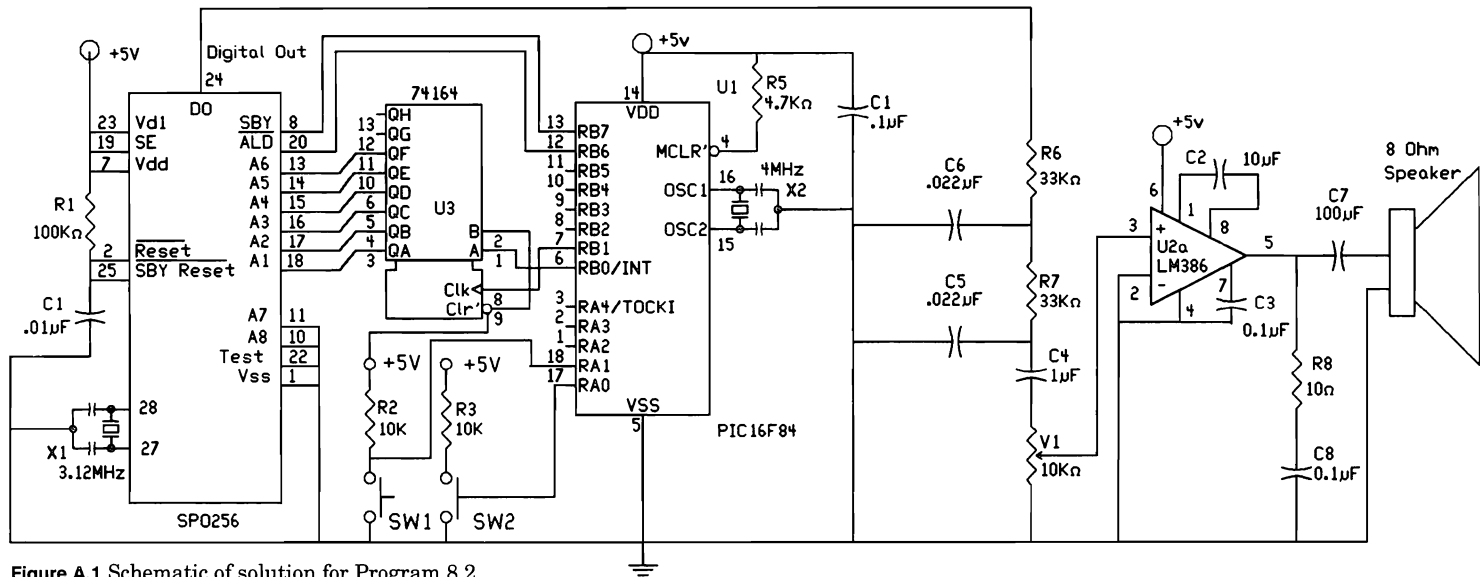 +5V
Digital Out
24
DO
23
Vd1
19
SE
7
Vdd
SBY
8
ALD
20
A6
13
A5
14
A4
15
A3
16
A2
17
A1
18
R1
100KΩ
2
Reset
25
SBY Reset
C1
.01µF
A7
11
A8
10
Test
22
Vss
1
28
27
X1
3.12MHz
SPO256
74164
QH
13
QG
12
QF
11
QE
10
QD
6
QC
5
QB
4
QA
3
U3
B
2
A
1
Clk
8
Clr'
9
+5V
+5V
R2
10K
R3
10K
SW1
SW2
+5v
U1
14
VDD
13
RB7
12
RB6
11
RB5
10
RB4
9
RB3
8
RB2
7
RB1
6
RB0/INT
3
RA4/TOCKI
2
RA3
1
RA2
18
RA1
17
RA0
VSS
5
MCLR'
4
R5
4.7KΩ
4MHz
16
OSC1
X2
OSC2
15
PIC16F84
C1
.1µF
C6
.022µF
R6
33KΩ
C5
.022µF
R7
33KΩ
C4
1µF
V1
10KΩ
+5v
6
C2
10µF
1
8
3
+
U2a
LM386
5
-
2
7
4
C3
0.1µF
C7
100µF
8 Ohm
Speaker
R8
10Ω
C8
0.1µF
Figure A.1 Schematic of solution for Program 8.2